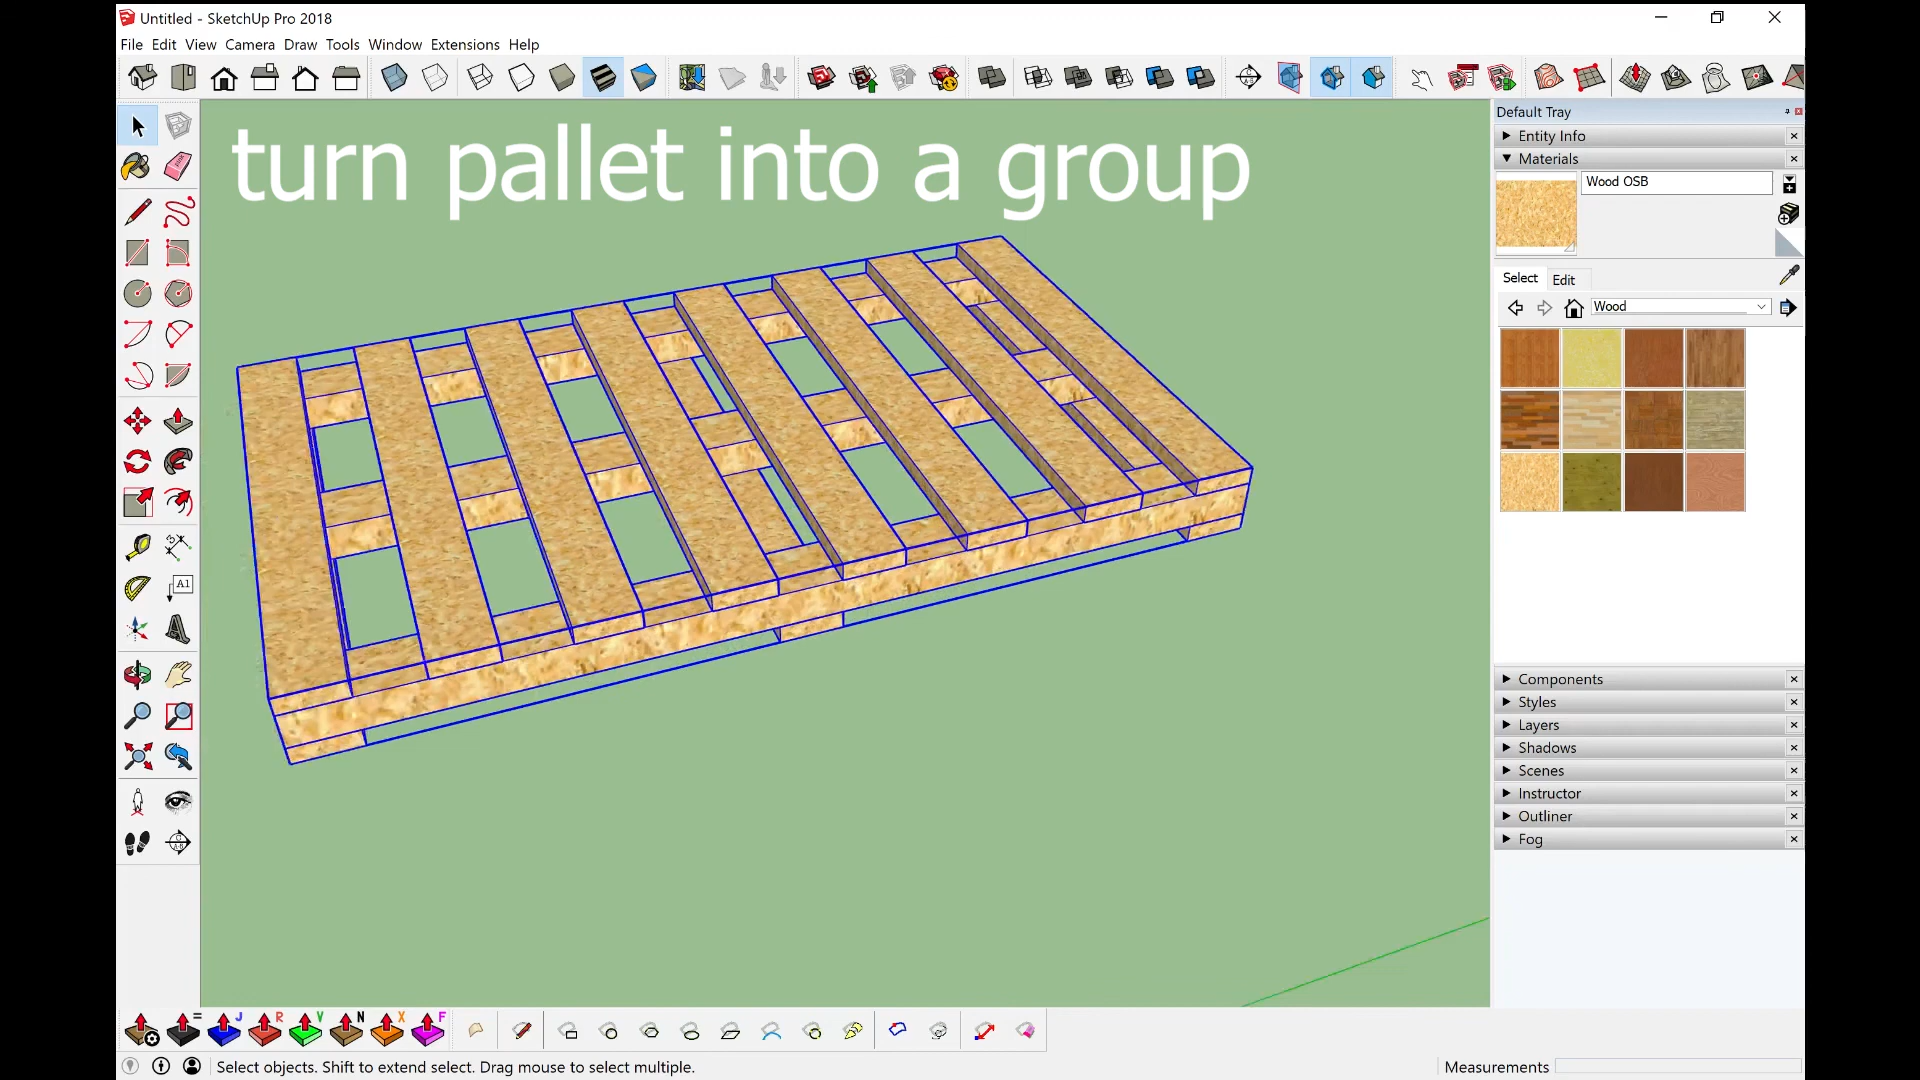 Untitled - SketchUp Pro 2018
File Edit View Camera Draw Tools Window Extensions Help
turn pallet into a group
Default Tray
Entity Info
Materials
Wood OSB
Select Edit
Wood
A1
Components
Styles
Layers
Shadows
Scenes
Instructor
Outliner
Fog
= J R V N X F
Select objects. Shift to extend select. Drag mouse to select multiple.
Measurements